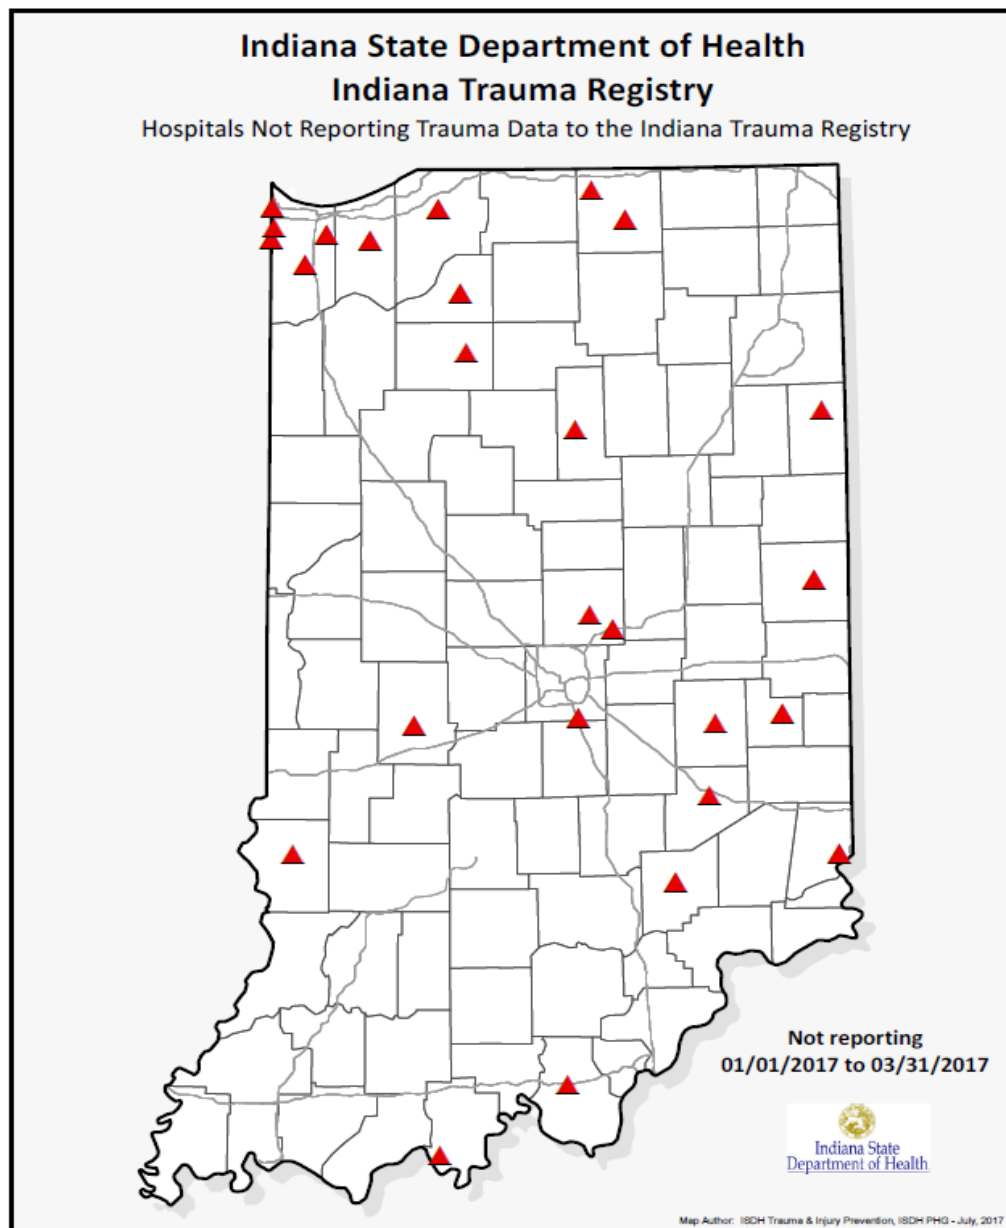 Indiana State Department of Health
Indiana Trauma Registry
Hospitals Not Reporting Trauma Data to the Indiana Trauma Registry
Not reporting
01/01/2017 to 03/31/2017
Indiana State
Department of Health
Map Author: ISDH Trauma & Injury Prevention, ISDH PHG - July, 2017